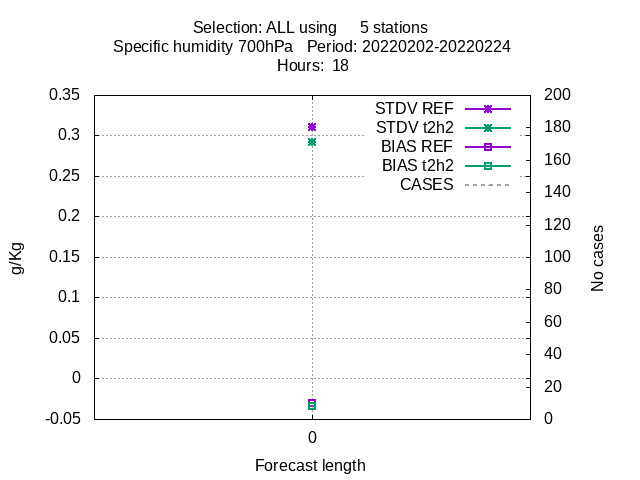 Selection: ALL using     5 stations
Specific humidity 700hPa   Period: 20220202-20220224
Hours:  18
STDV REF
STDV t2h2
BIAS REF
BIAS t2h2
CASES
0.35
0.3
0.25
0.2
0.15
0.1
0.05
0
-0.05
g/Kg
200
180
160
140
120
100
80
60
40
20
0
No cases
0
Forecast length